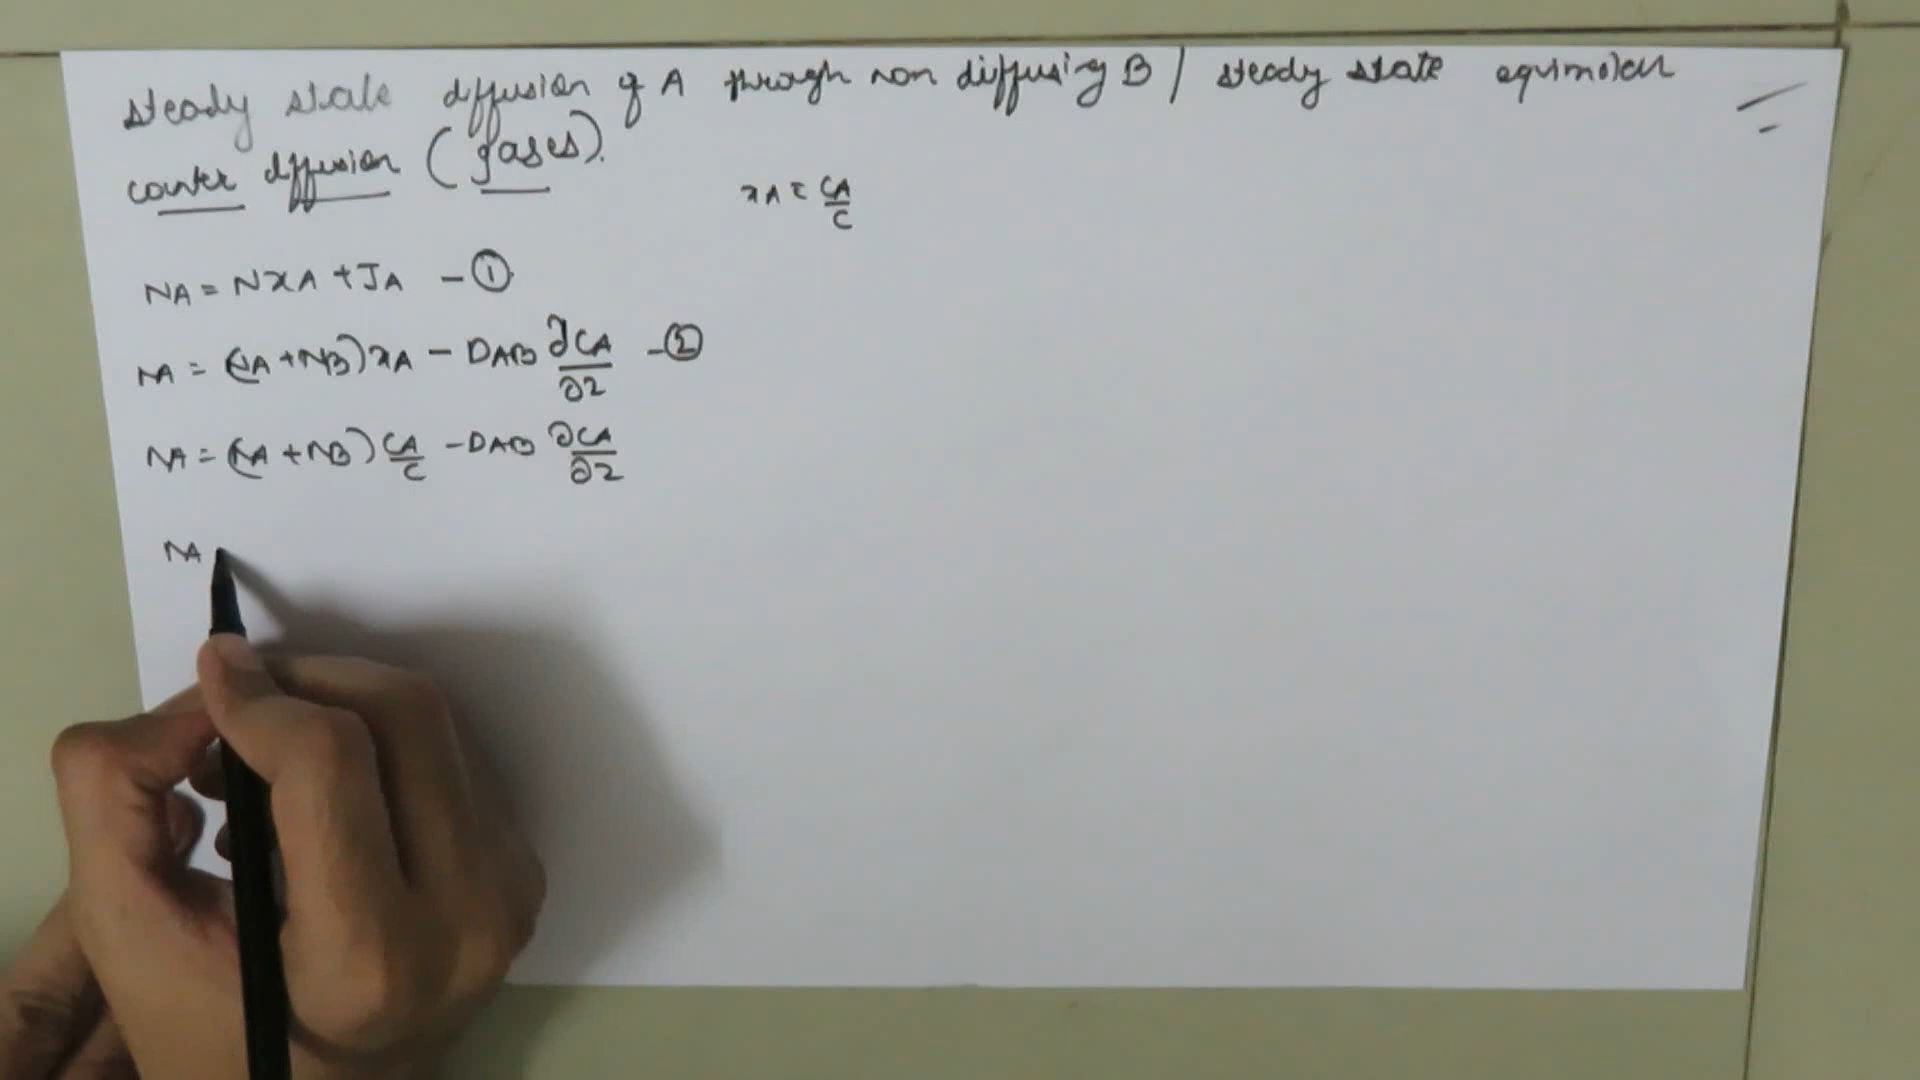 steady state diffusion of A through non diffusing B / steady state equimolar
counter diffusion (gases).
xA = CA/C
NA = NxA + JA - ①
NA = (NA + NB) xA - DAB ∂CA/∂z - ②
NA = (NA + NB) CA/C - DAB ∂CA/∂z
NA